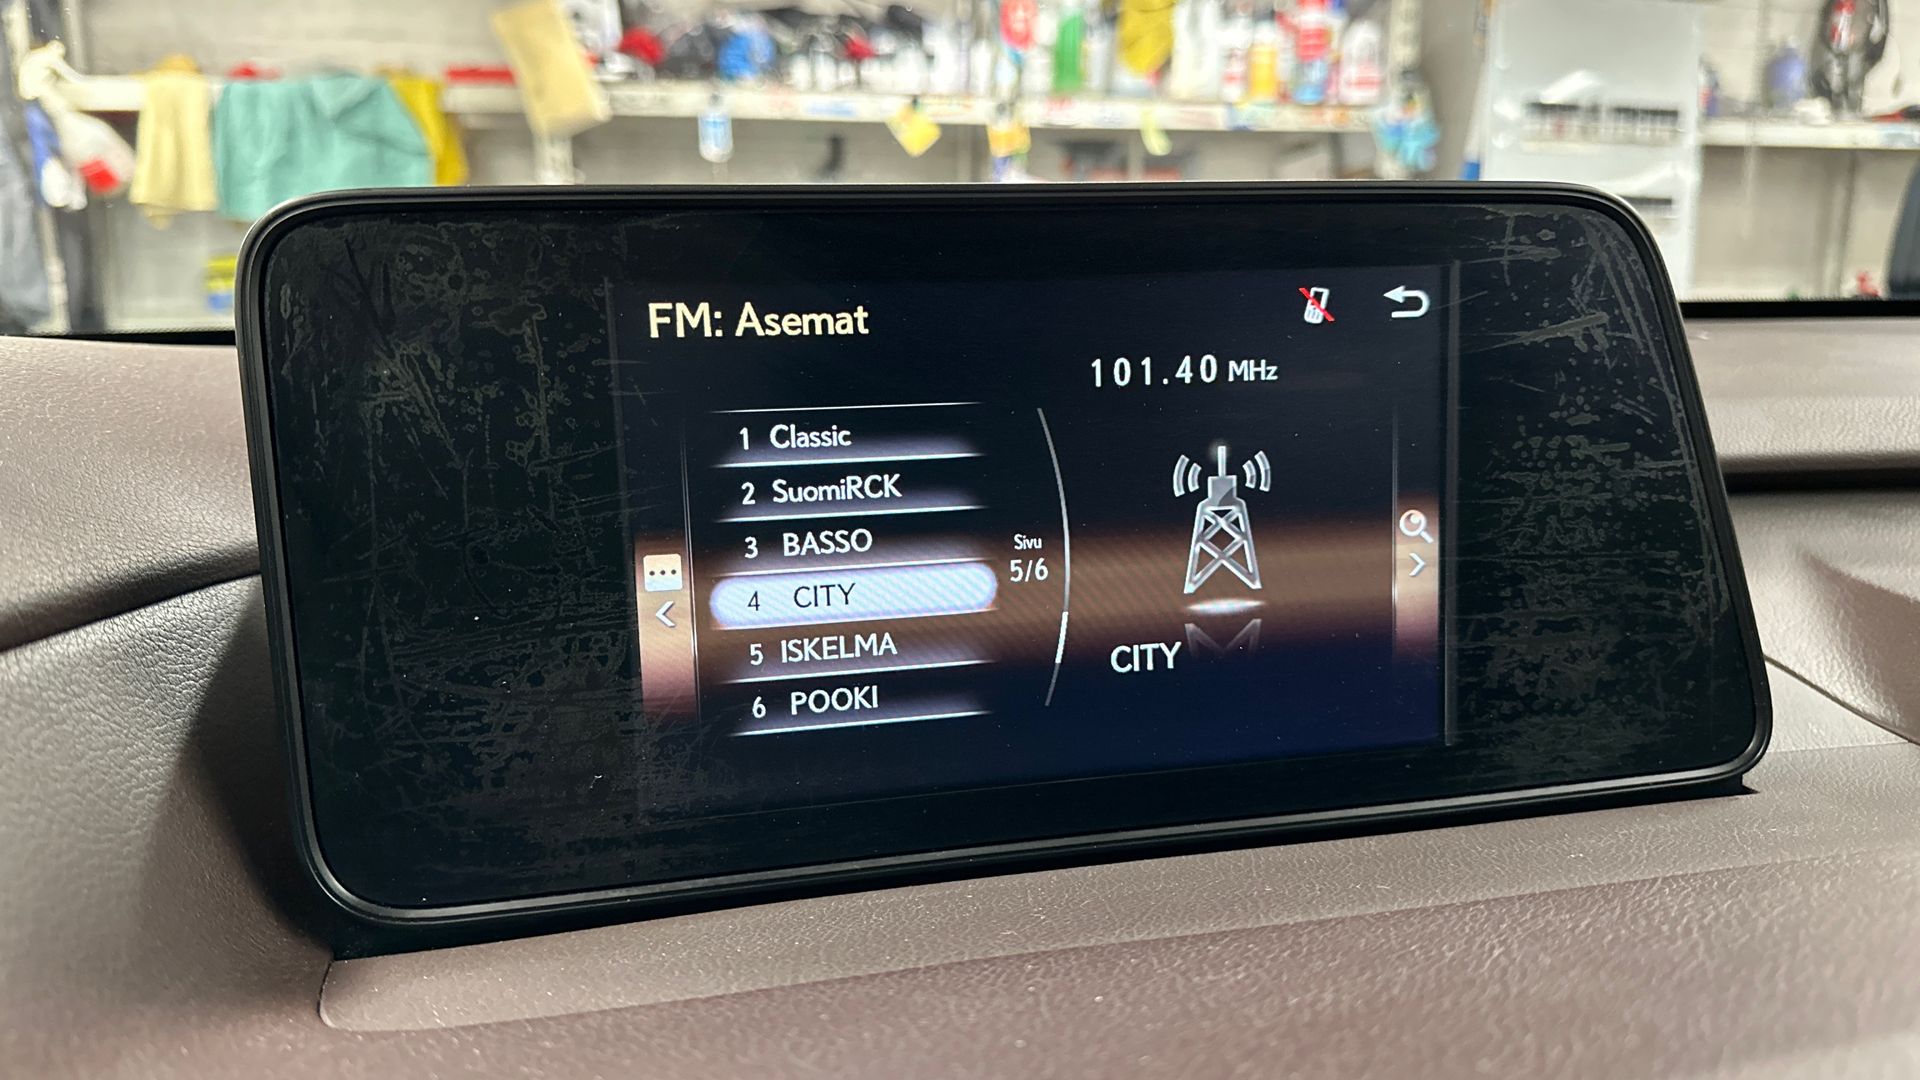 FM: Asemat
101.40 MHz
1 Classic
2 SuomiRCK
3 BASSO
4 CITY
5 ISKELMA
6 POOKI
Sivu
5/6
CITY